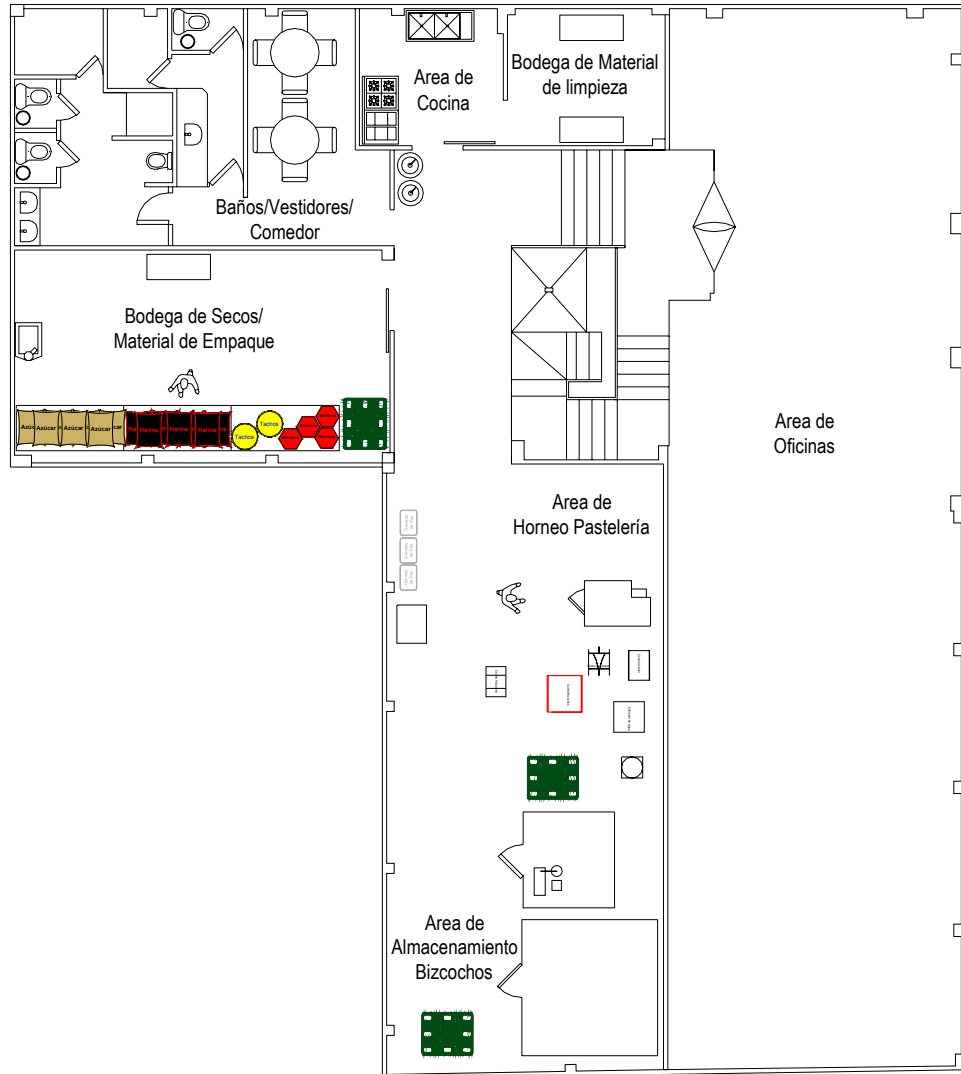 Area de
Cocina
Bodega de Material
de limpieza
Baños/Vestidores/
Comedor
Bodega de Secos/
Material de Empaque
Azúcar
Azúcar
Azúcar
Harina
Harina
Harina
Tachos
Tachos
Area de
Oficinas
Area de
Horneo Pastelería
Area de
Almacenamiento
Bizcochos